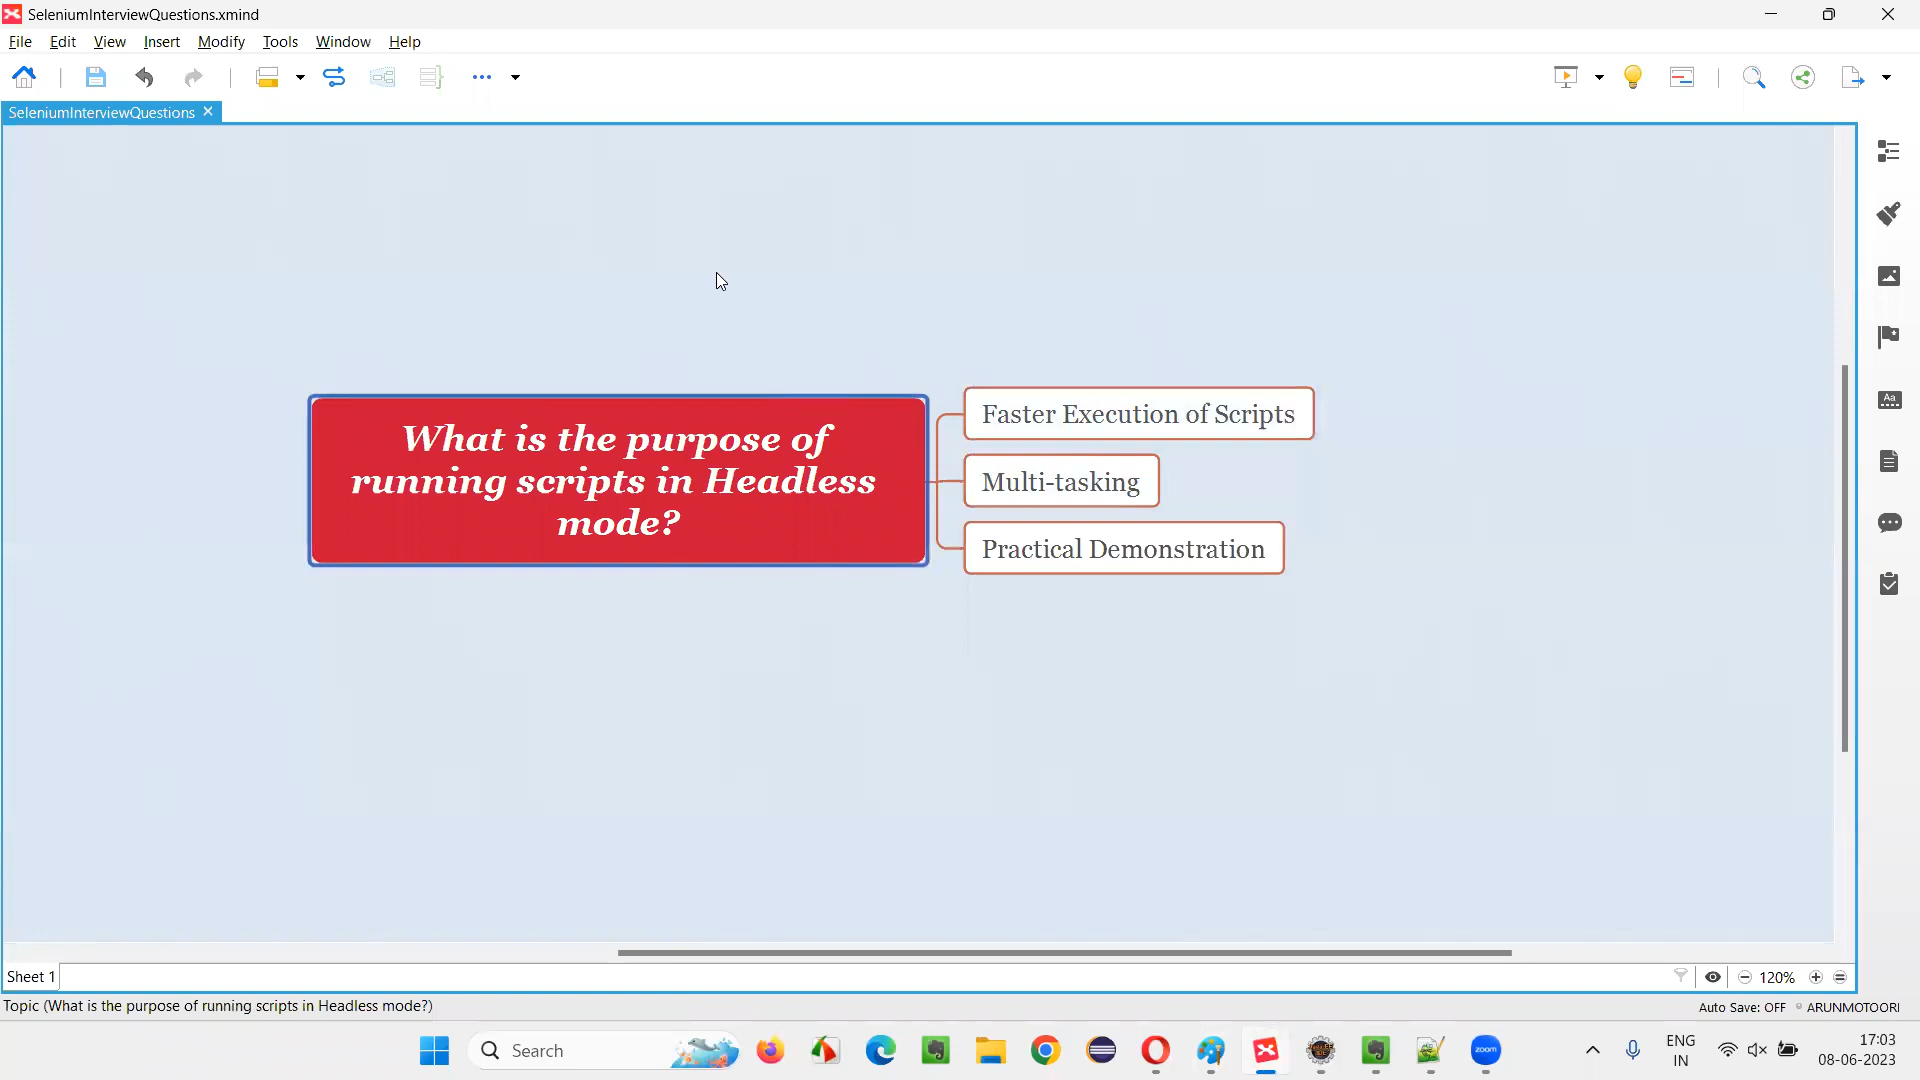 SeleniumInterviewQuestions.xmind
File Edit View Insert Modify Tools Window Help
SeleniumInterviewQuestions
What is the purpose of
running scripts in Headless
mode?
Faster Execution of Scripts
Multi-tasking
Practical Demonstration
Aa
Sheet 1
120%
Topic (What is the purpose of running scripts in Headless mode?)
Auto Save: OFF
ARUNMOTOORI
Search
zoom
ENG
IN
17:03
08-06-2023